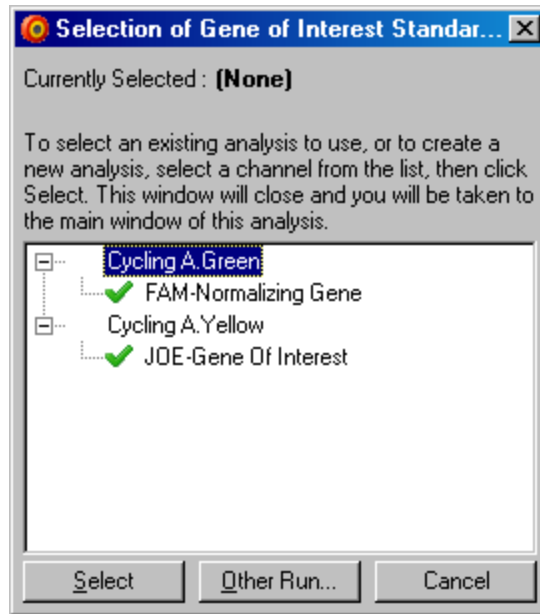 Selection of Gene of Interest Standar...
Currently Selected : (None)
To select an existing analysis to use, or to create a
new analysis, select a channel from the list, then click
Select. This window will close and you will be taken to
the main window of this analysis.
Cycling A.Green
FAM-Normalizing Gene
Cycling A.Yellow
JOE-Gene Of Interest
Select Other Run... Cancel